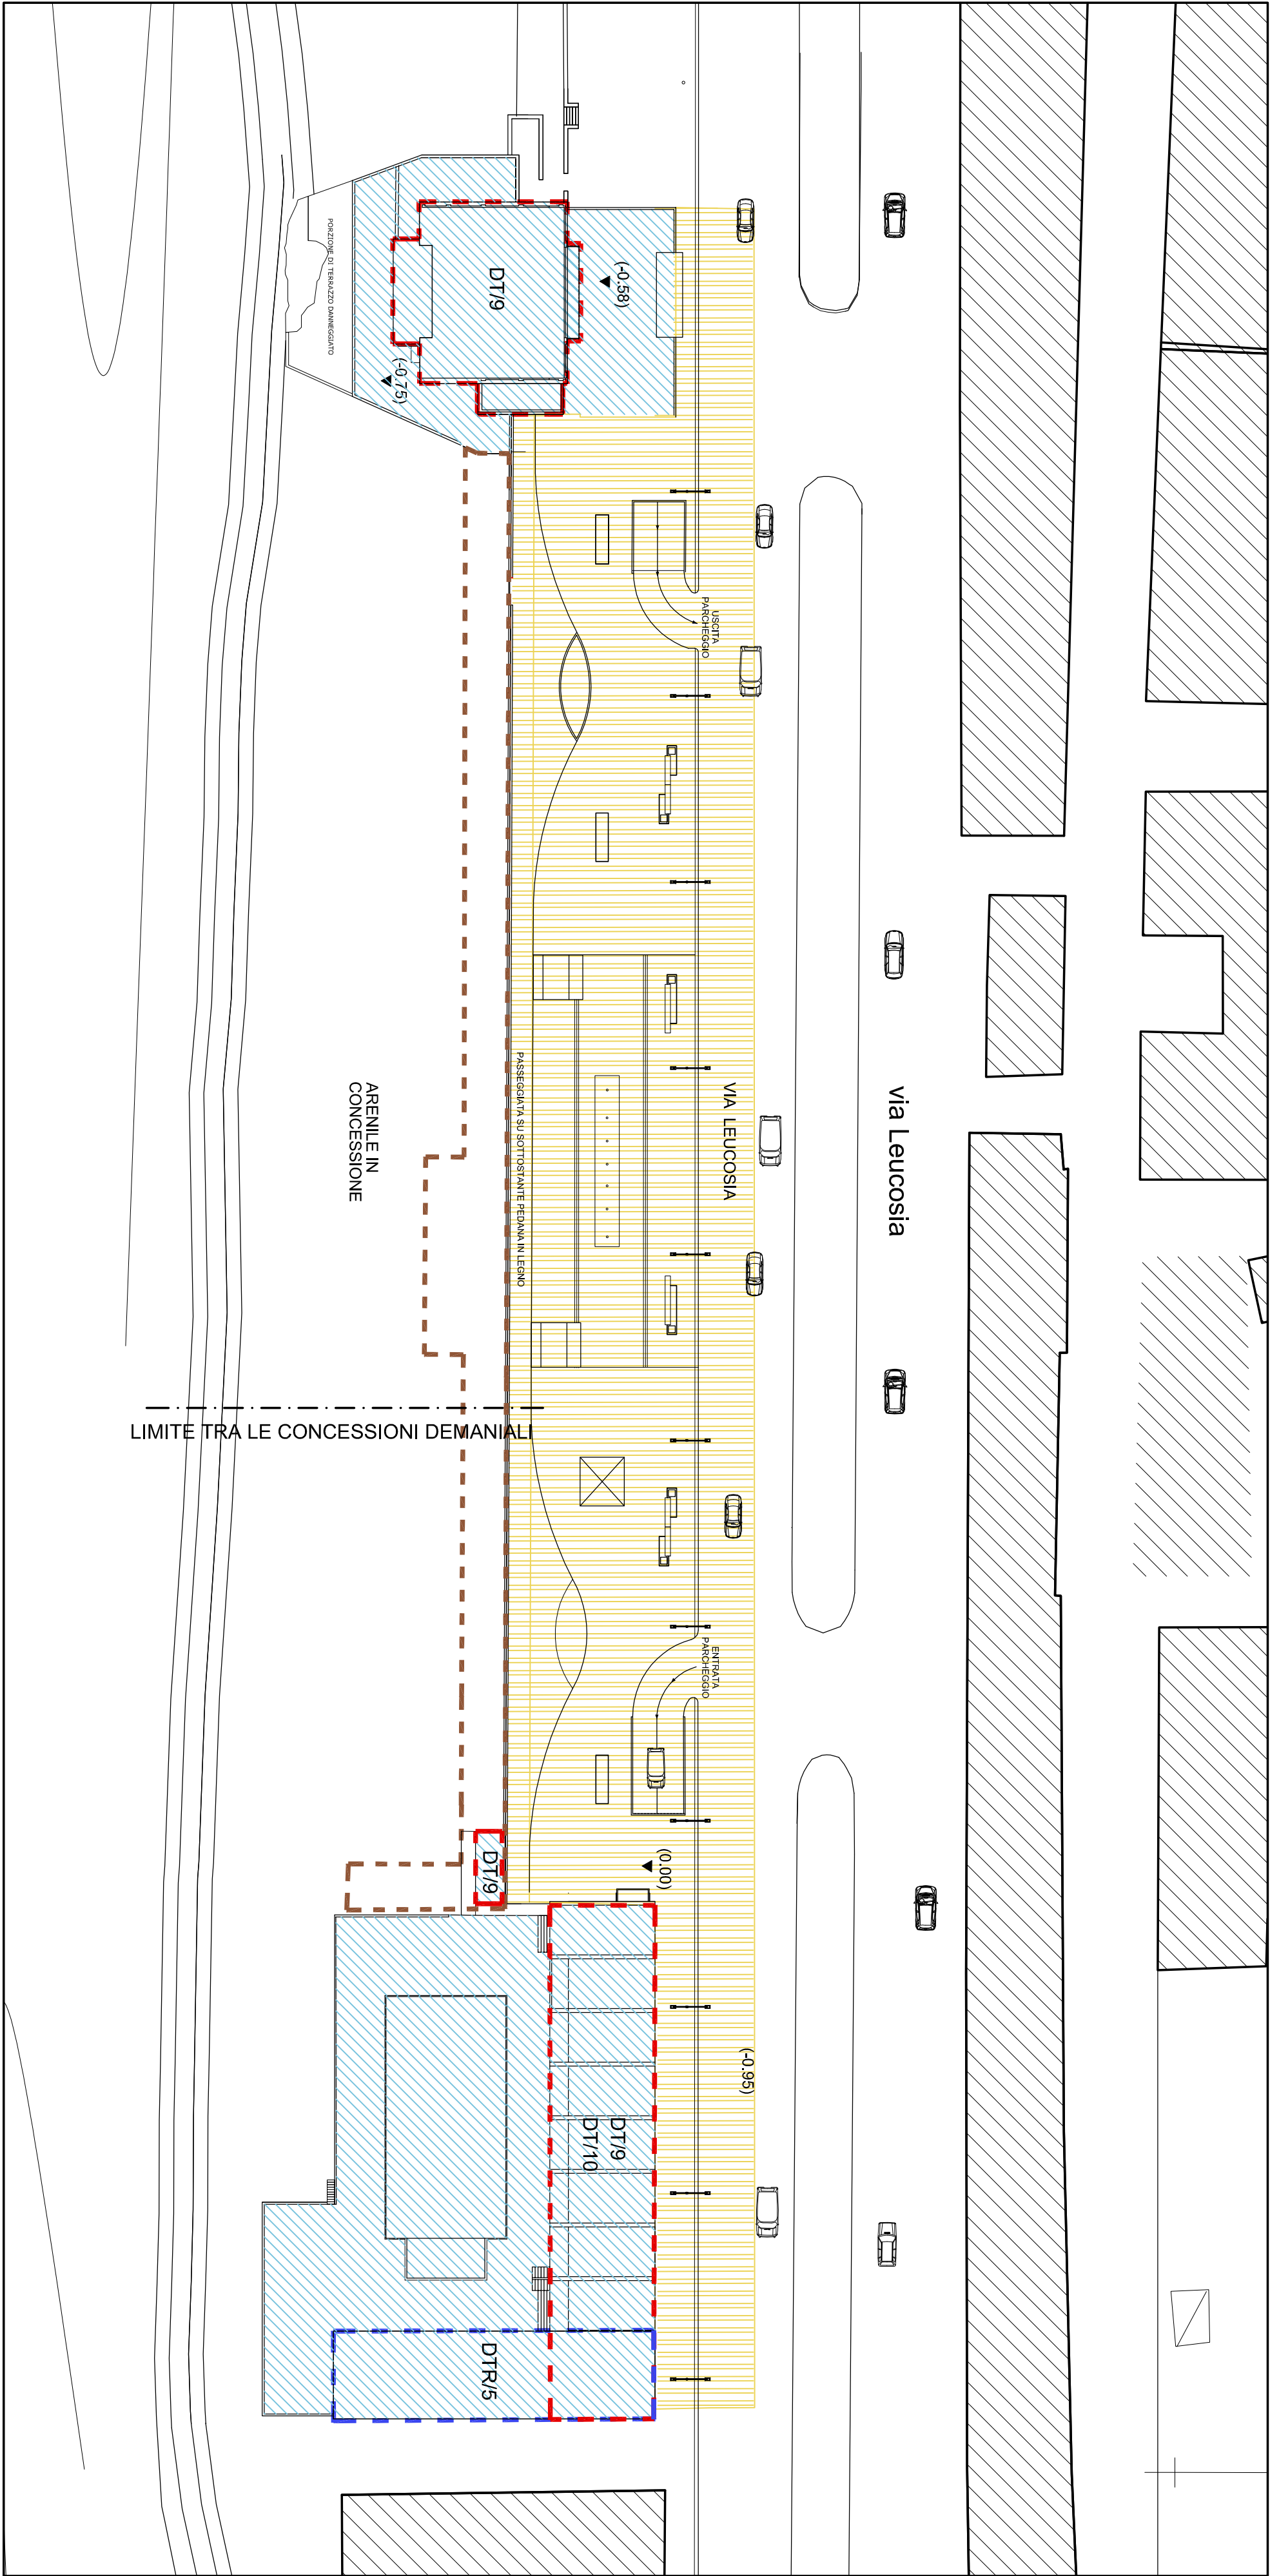 PORZIONE DI TERRAZZO DANNEGGIATO
DT/9
(-0.58)
(-0.75)
USCITA
PARCHEGGIO
VIA LEUCOSIA
via Leucosia
PASSEGGIATA SU SOTTOSTANTE PEDANA IN LEGNO
ARENILE IN
CONCESSIONE
LIMITE TRA LE CONCESSIONI DEMANIALI
ENTRATA
PARCHEGGIO
(0.00)
DT/9
(-0.95)
DT/9
DT/10
DTR/5